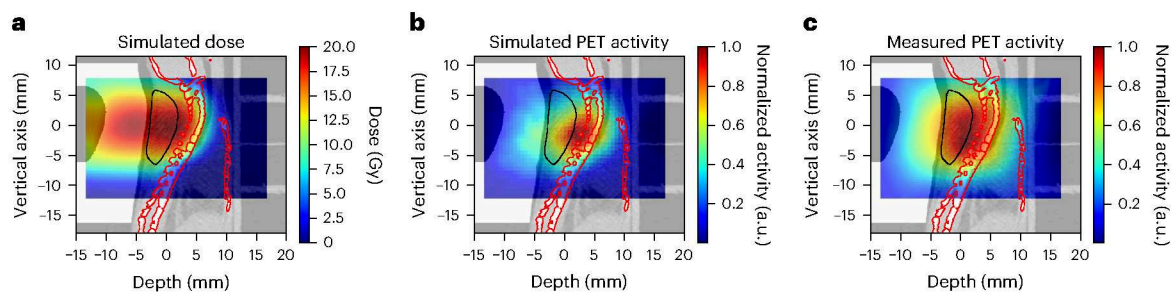 a
Simulated dose
Vertical axis (mm)
10
5
0
−5
−10
−15
−15 −10 −5 0 5 10 15 20
Depth (mm)
20.0
17.5
15.0
12.5
10.0
7.5
5.0
2.5
0
Dose (Gy)
b
Simulated PET activity
Vertical axis (mm)
10
5
0
−5
−10
−15
−15 −10 −5 0 5 10 15 20
Depth (mm)
1.0
0.8
0.6
0.4
0.2
Normalized activity (a.u.)
c
Measured PET activity
Vertical axis (mm)
10
5
0
−5
−10
−15
−15 −10 −5 0 5 10 15 20
Depth (mm)
1.0
0.8
0.6
0.4
0.2
Normalized activity (a.u.)